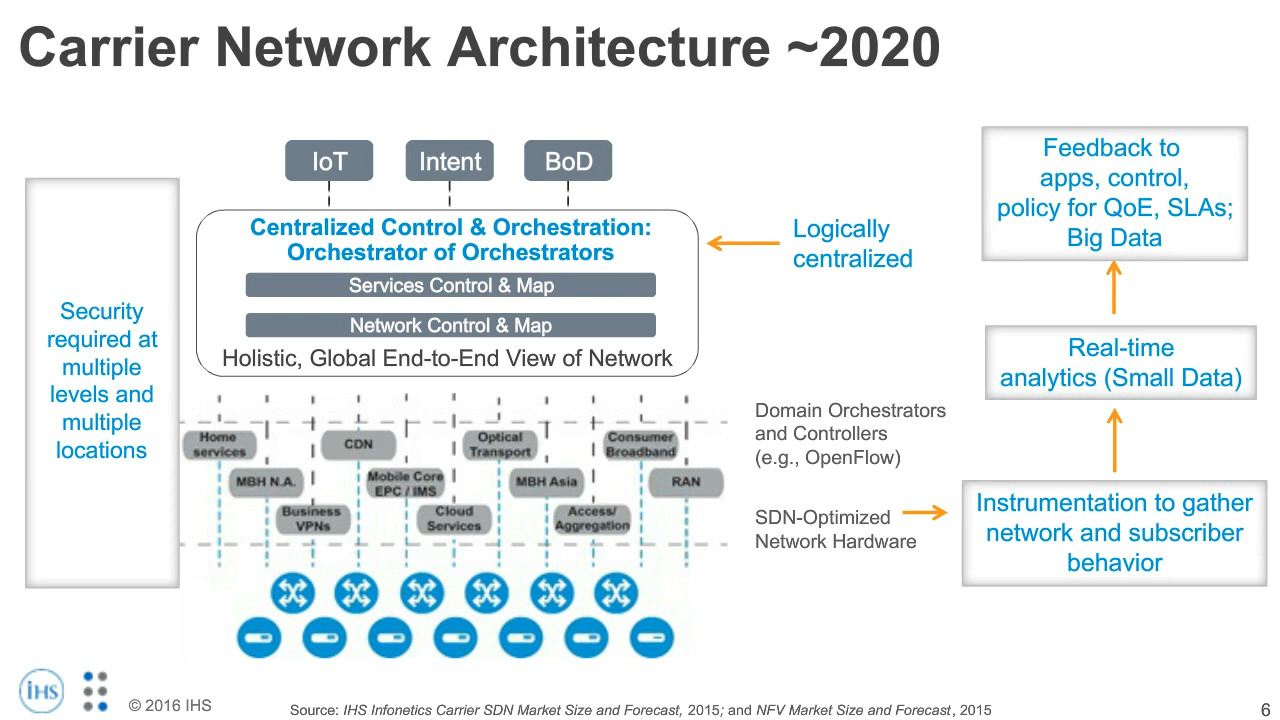 Carrier Network Architecture ~2020
IoT
Intent
BoD
Centralized Control & Orchestration:
Orchestrator of Orchestrators
Services Control & Map
Network Control & Map
Holistic, Global End-to-End View of Network
Logically
centralized
Security
required at
multiple
levels and
multiple
locations
Home
services
MBH N.A.
Business
VPNs
CDN
Mobile Core
EPC / IMS
Cloud
Services
Optical
Transport
MBH Asia
Access/
Aggregation
Consumer
Broadband
RAN
Domain Orchestrators
and Controllers
(e.g., OpenFlow)
SDN-Optimized
Network Hardware
Feedback to
apps, control,
policy for QoE, SLAs;
Big Data
Real-time
analytics (Small Data)
Instrumentation to gather
network and subscriber
behavior
IHS
© 2016 IHS
Source: IHS Infonetics Carrier SDN Market Size and Forecast, 2015; and NFV Market Size and Forecast, 2015
6